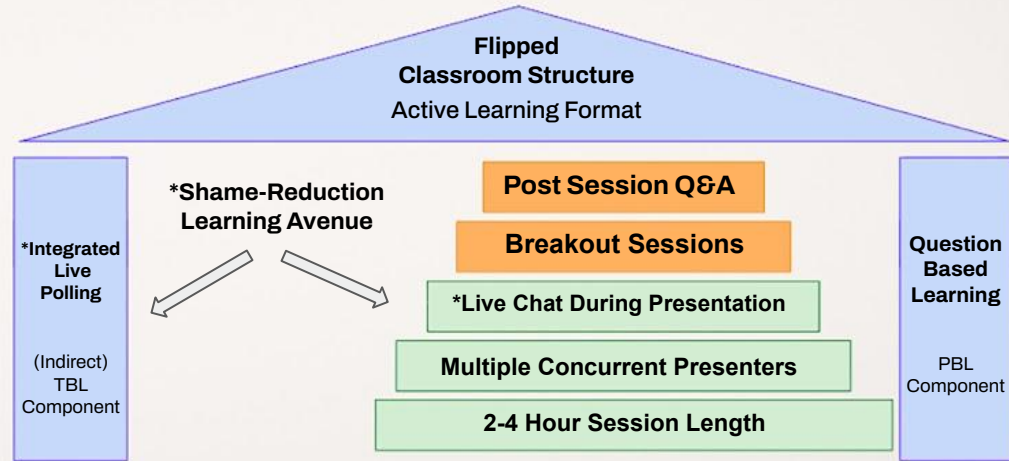 Flipped
Classroom Structure
Active Learning Format
*Integrated
Live
Polling
(Indirect)
TBL
Component
*Shame-Reduction
Learning Avenue
Post Session Q&A
Breakout Sessions
*Live Chat During Presentation
Multiple Concurrent Presenters
2-4 Hour Session Length
Question
Based
Learning
PBL
Component